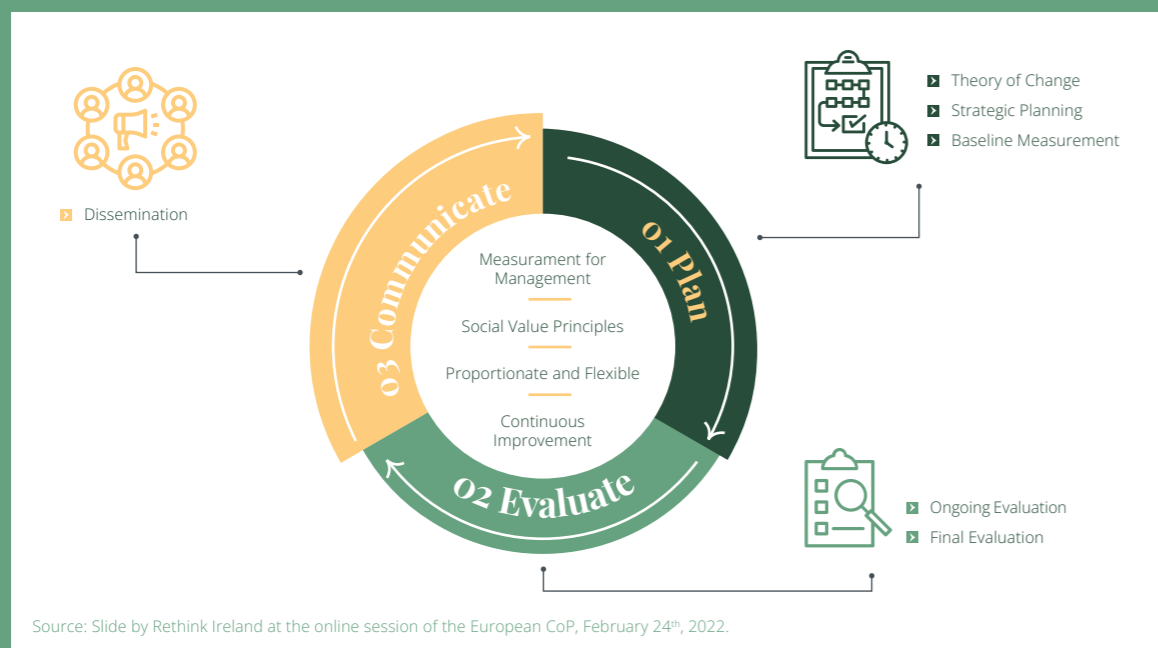 Dissemination
Theory of Change
Strategic Planning
Baseline Measurement
03 Communicate
01 Plan
Measurament for
Management
Social Value Principles
Proportionate and Flexible
Continuous
Improvement
02 Evaluate
Ongoing Evaluation
Final Evaluation
Source: Slide by Rethink Ireland at the online session of the European CoP, February 24th, 2022.